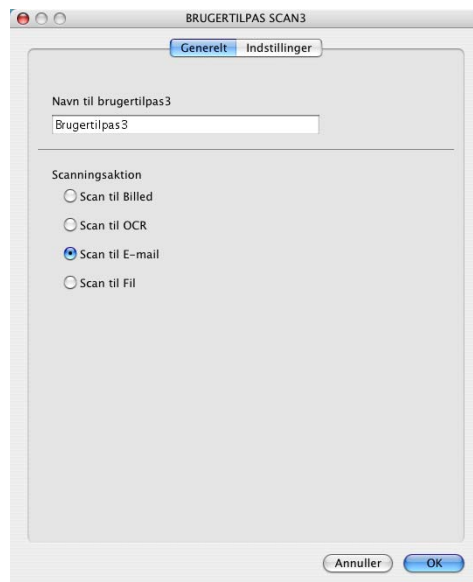 BRUGERTILPAS SCAN3
Generelt Indstillinger
Navn til brugertilpas3
Brugertilpas3
Scanningsaktion
Scan til Billed
Scan til OCR
Scan til E-mail
Scan til Fil
Annuller OK